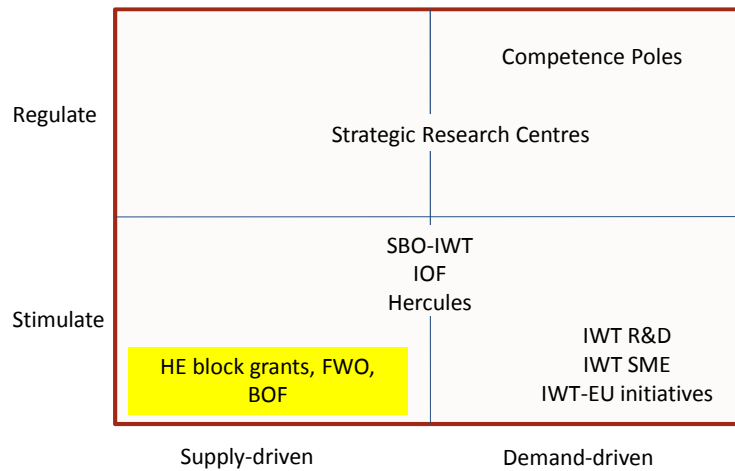 Competence Poles
Regulate
Strategic Research Centres
SBO-IWT
IOF
Hercules
Stimulate
IWT R&D
IWT SME
IWT-EU initiatives
HE block grants, FWO,
BOF
Supply-driven
Demand-driven